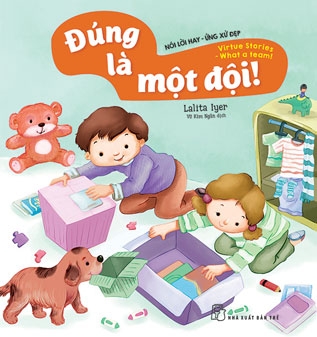 NÓI LỜI HAY - ỨNG XỬ ĐẸP
Đúng
là
một đội!
Virtue Stories
- What a team!
Lalita Iyer
Vũ Kim Ngân dịch
NHÀ XUẤT BẢN TRẺ